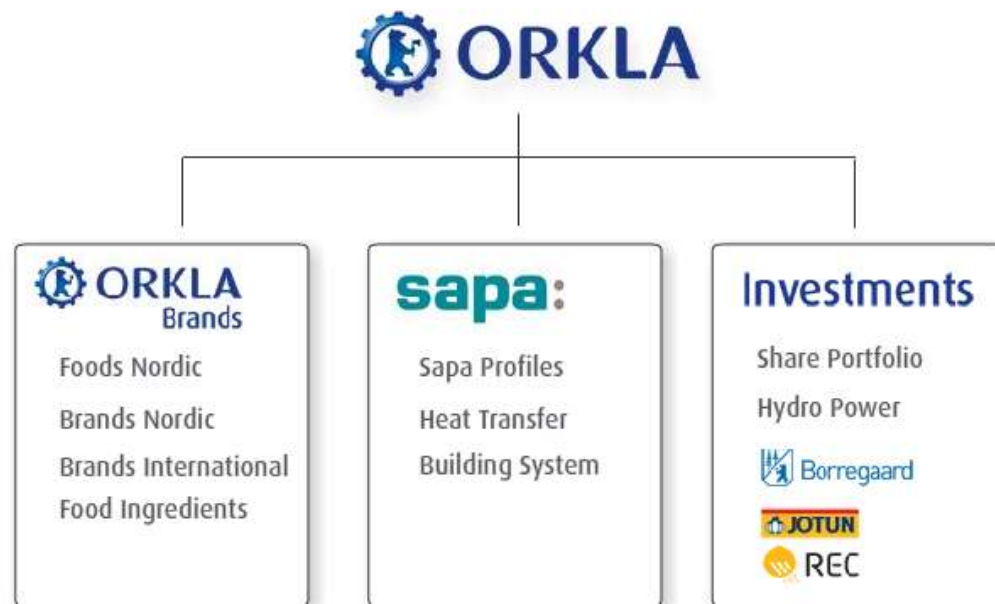 ORKLA
ORKLA
Brands
Foods Nordic
Brands Nordic
Brands International
Food Ingredients
sapa:
Sapa Profiles
Heat Transfer
Building System
Investments
Share Portfolio
Hydro Power
Borregaard
JOTUN
REC